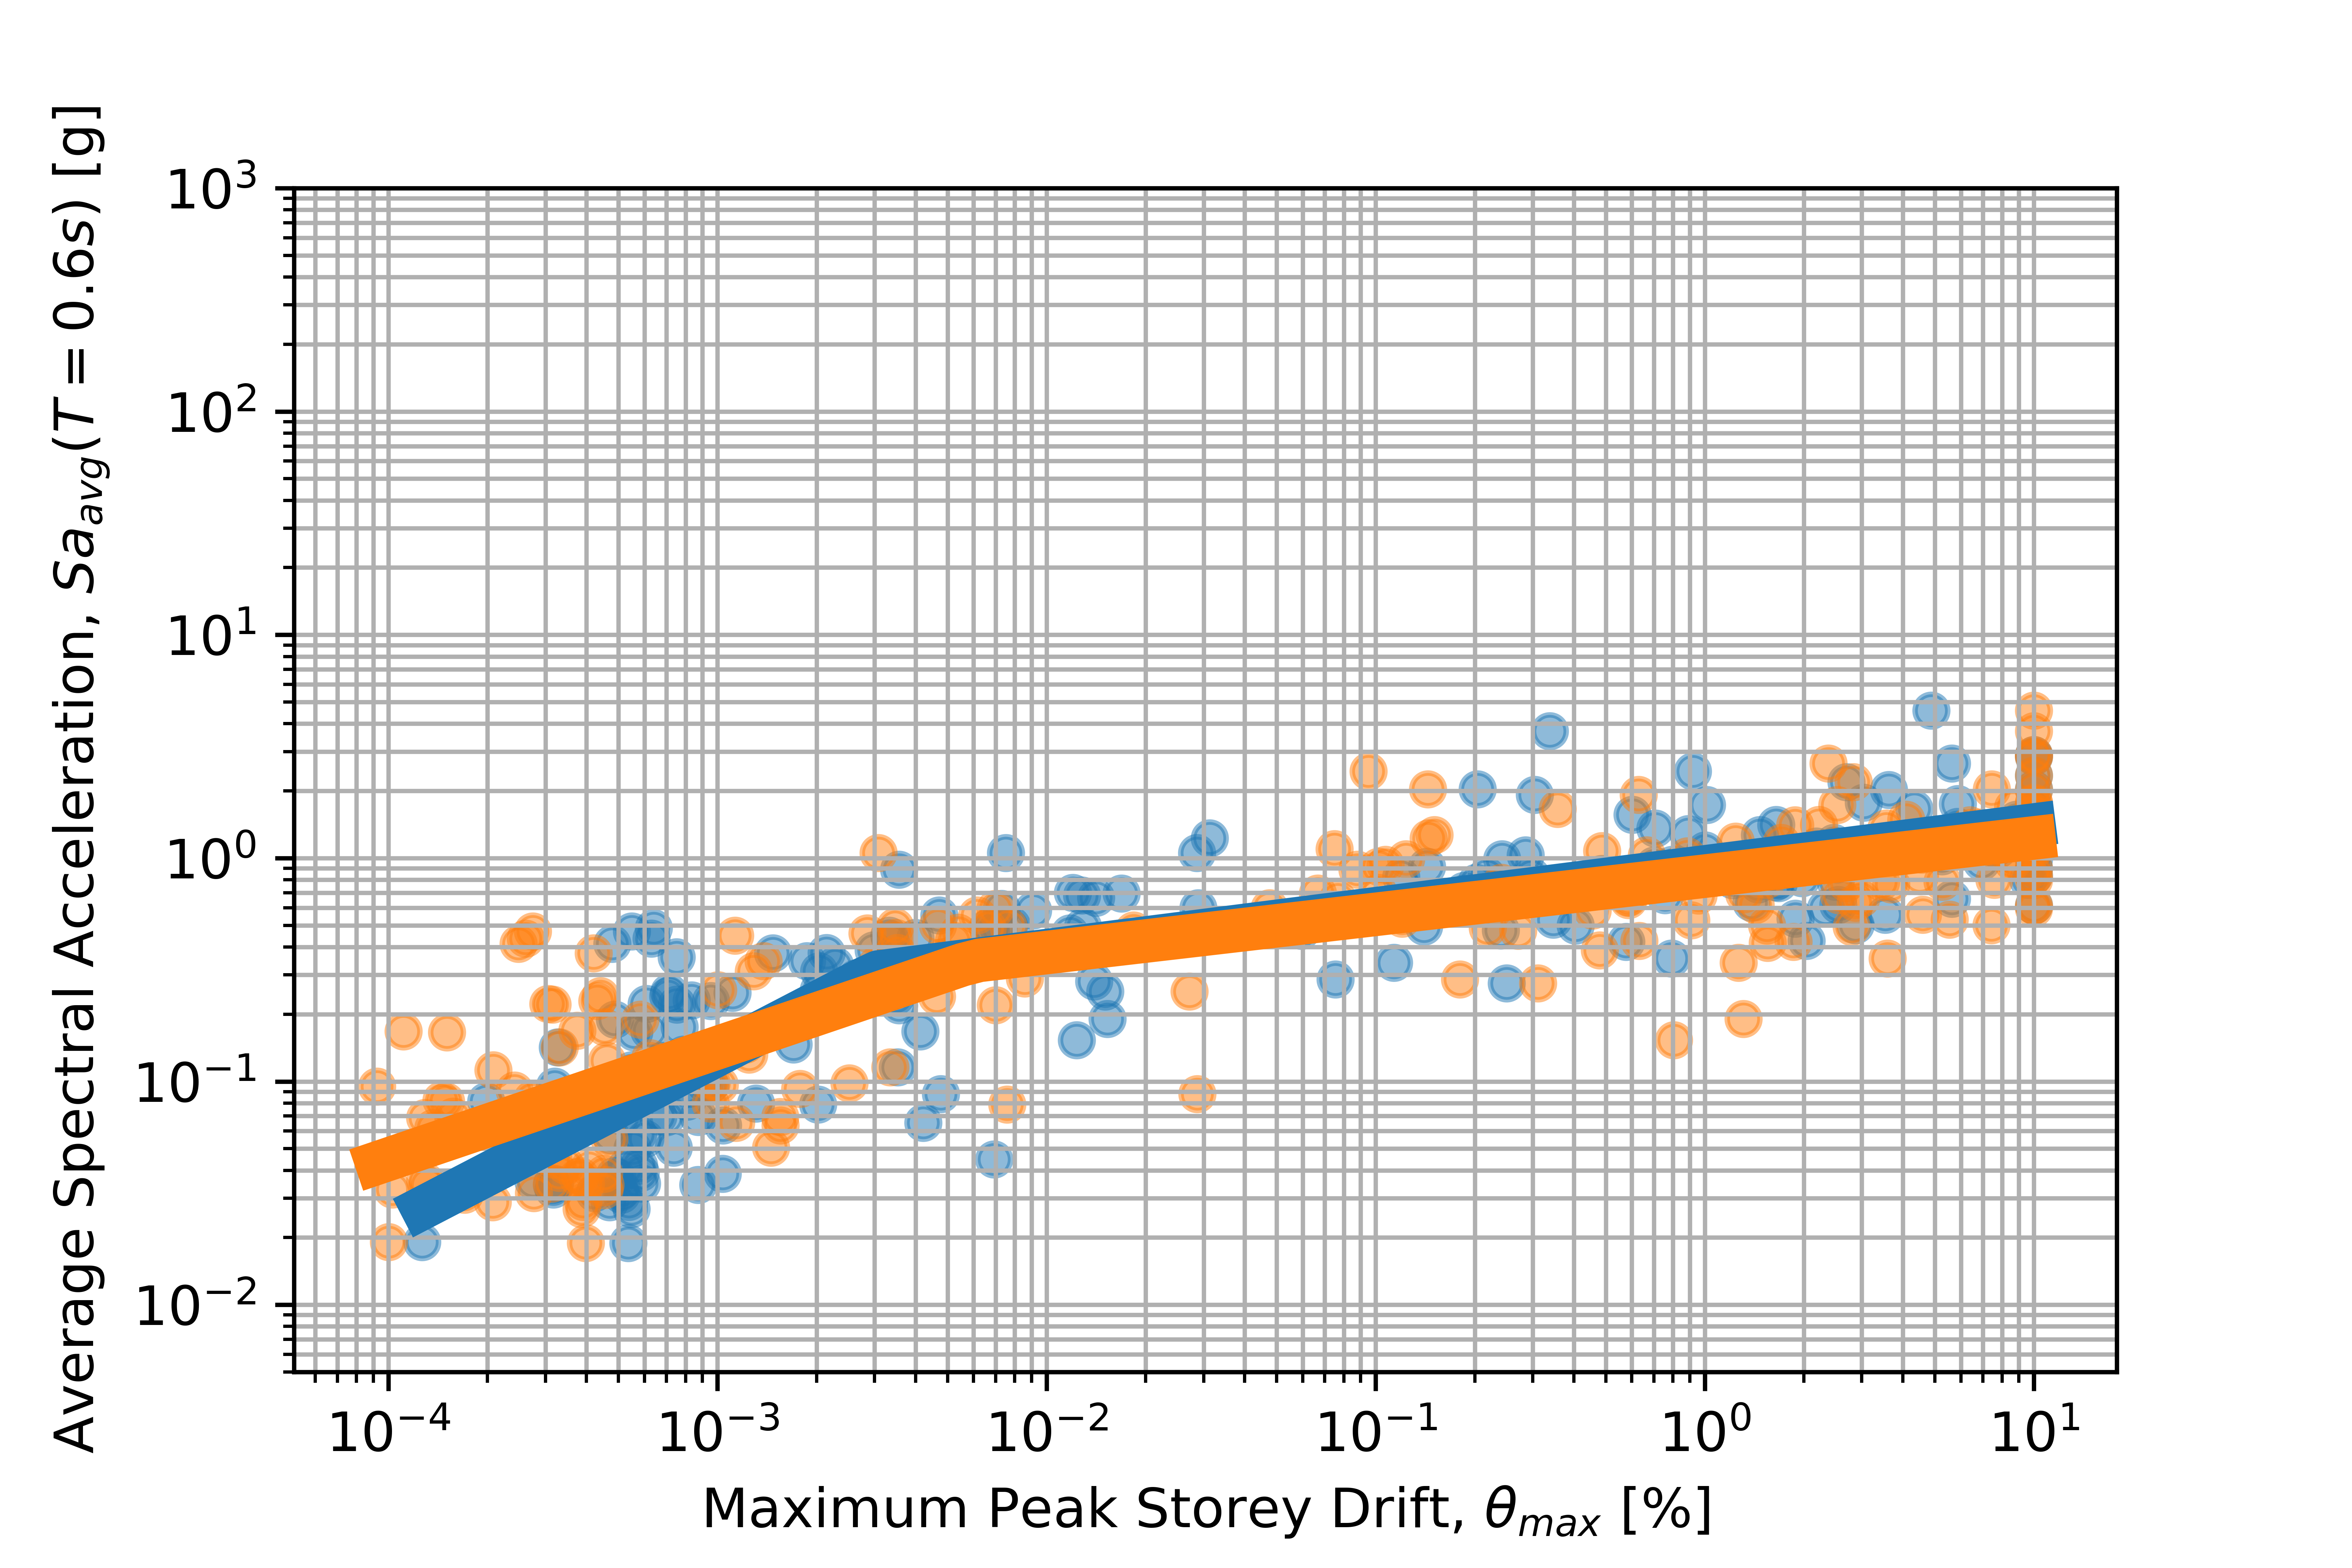 Average Spectral Acceleration, Sa_avg(T = 0.6s) [g]
10^3
10^2
10^1
10^0
10^−1
10^−2
10^−4 10^−3 10^−2 10^−1 10^0 10^1
Maximum Peak Storey Drift, θ_max [%]